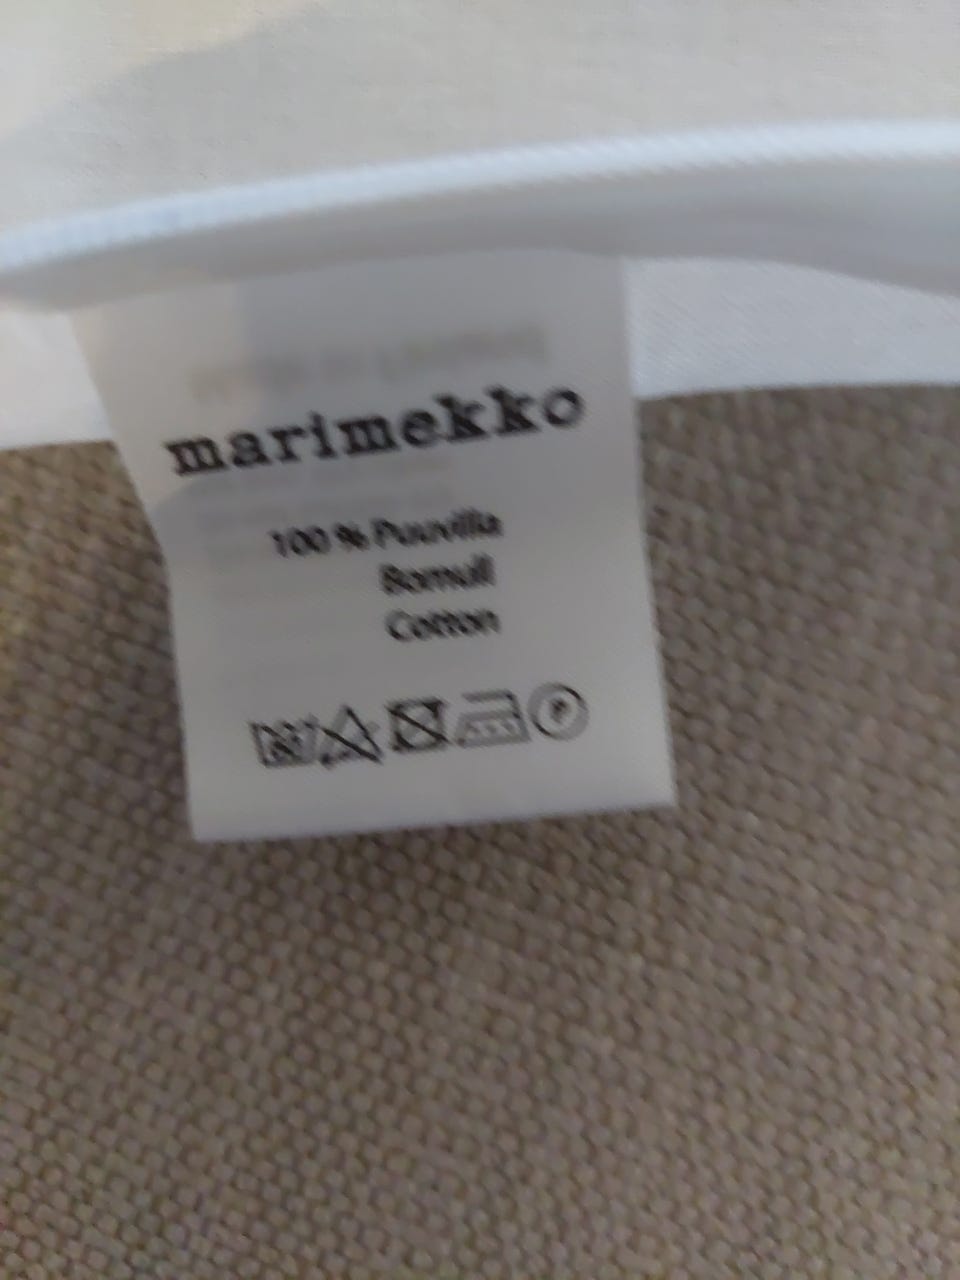 marimekko
100 % Puuvilla
Bomull
Cotton
P